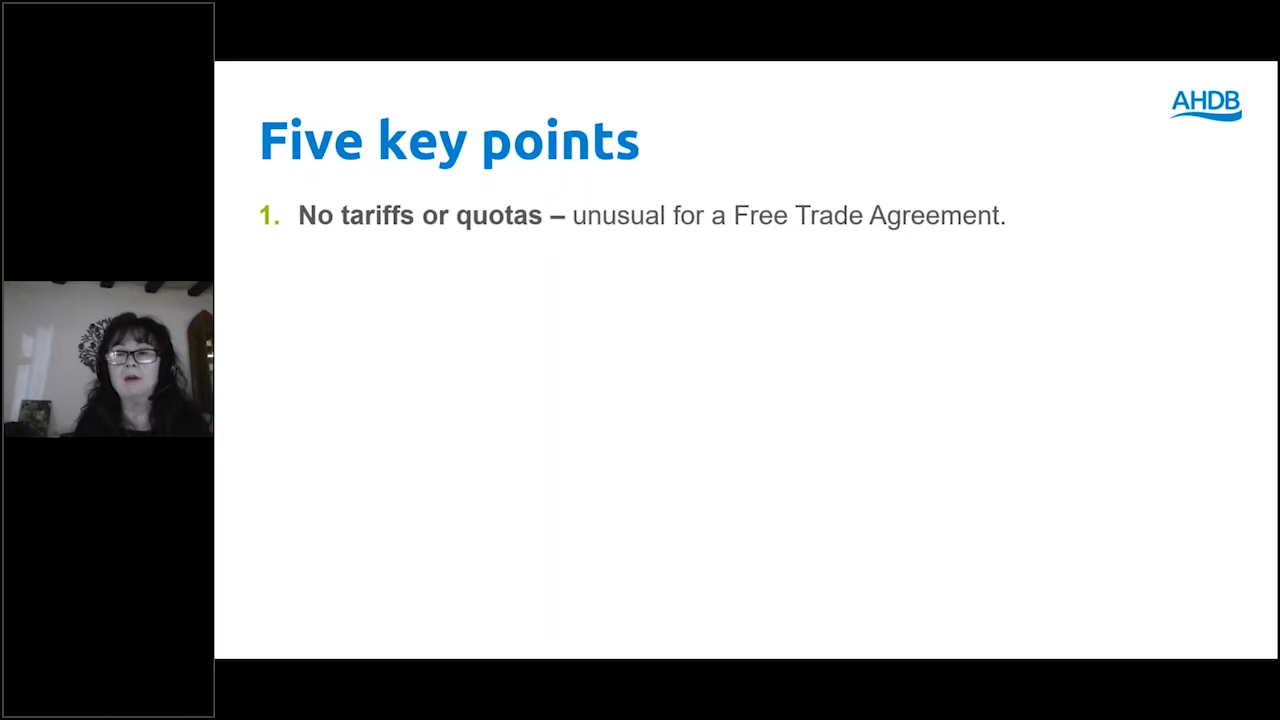 AHDB
Five key points
1. No tariffs or quotas – unusual for a Free Trade Agreement.